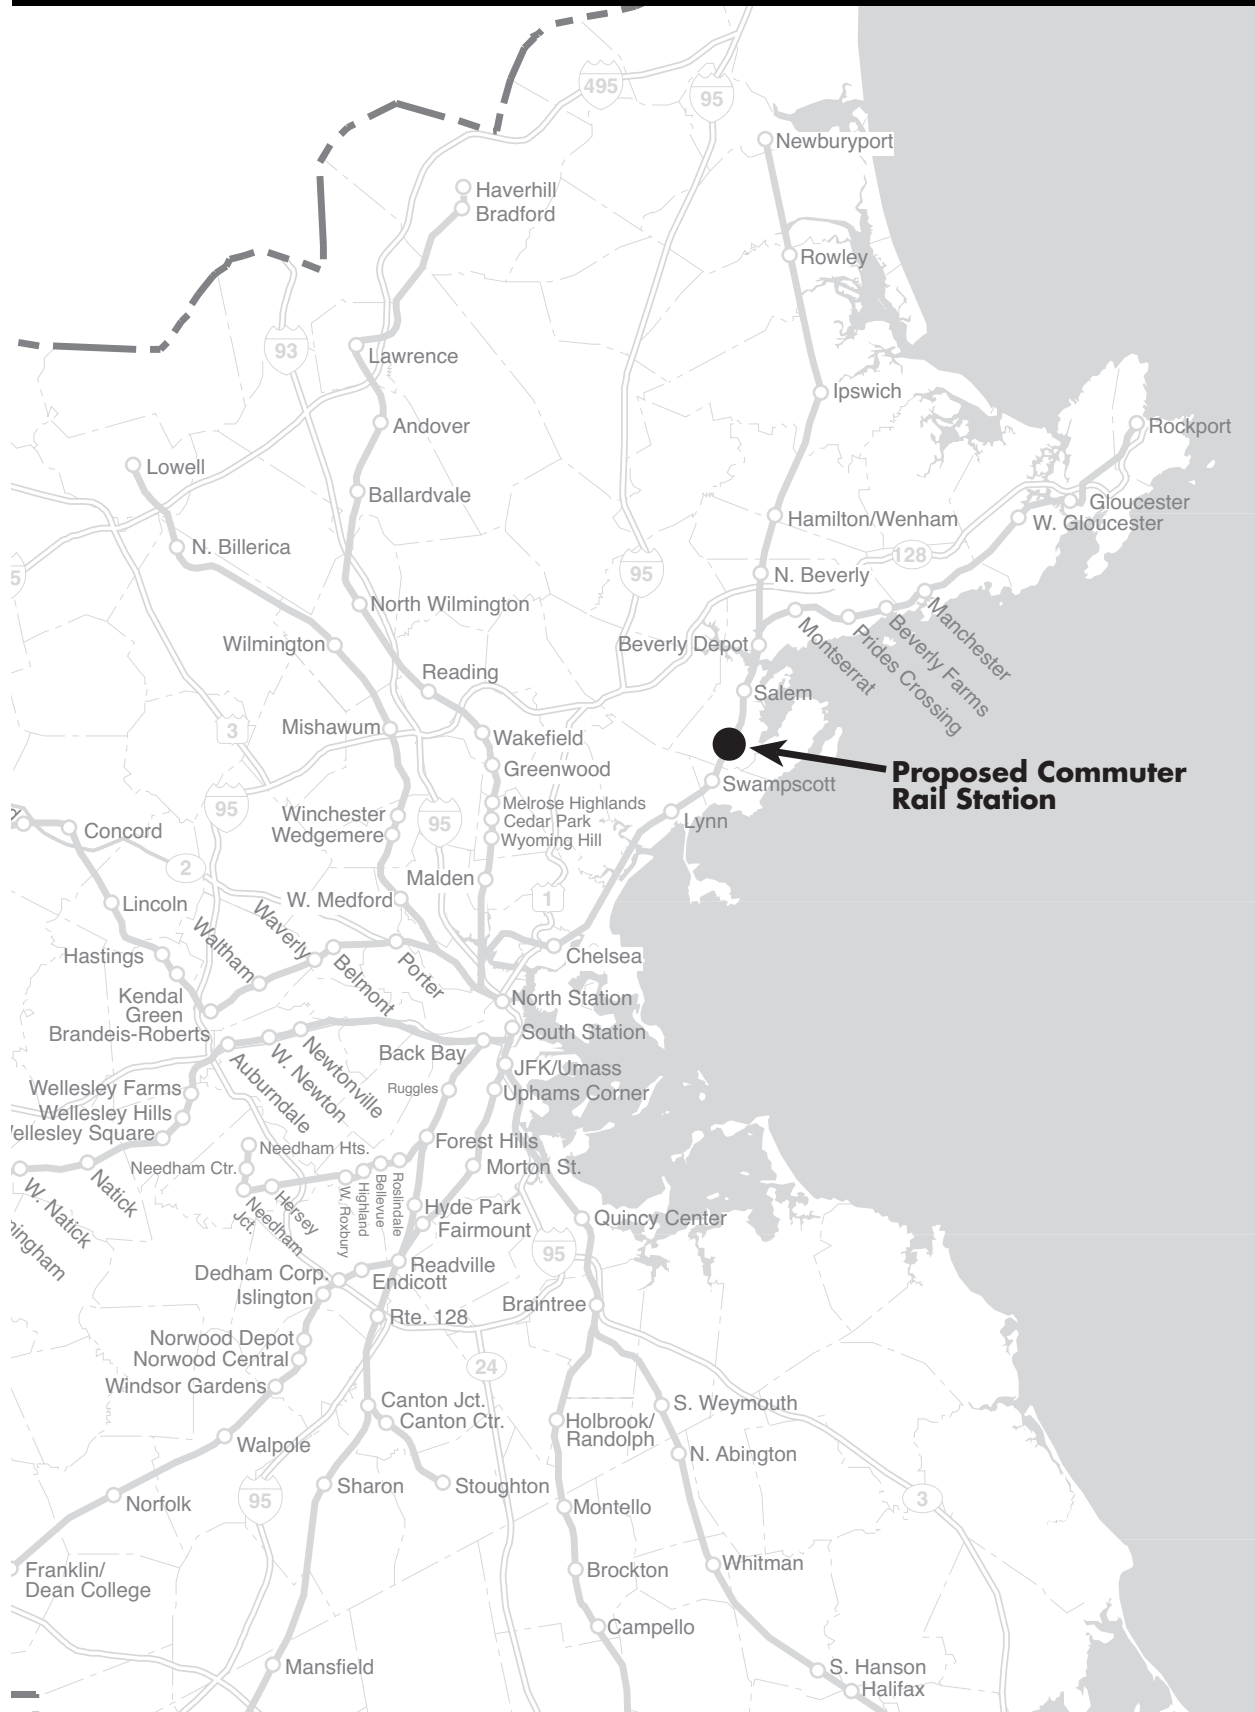 495
95
Newburyport
Haverhill
Bradford
Rowley
93
Lawrence
Ipswich
Andover
Rockport
Lowell
Ballardvale
Gloucester
W. Gloucester
Hamilton/Wenham
N. Billerica
128
5
95
N. Beverly
North Wilmington
Manchester
Wilmington
Beverly Depot
Montserrat
Prides Crossing
Beverly Farms
Reading
Salem
3
Mishawum
Wakefield
Greenwood
Proposed Commuter
Rail Station
Swampscott
95
Winchester
Wedgemere
95
Melrose Highlands
Cedar Park
Wyoming Hill
Lynn
Concord
2
Malden
W. Medford
1
Lincoln
Waverly
Waltham
Hastings
Belmont
Porter
Chelsea
Kendal
Green
North Station
Brandeis-Roberts
South Station
Back Bay
JFK/Umass
Newtonville
W. Newton
Auburndale
Wellesley Farms
Ruggles
Uphams Corner
Wellesley Hills
ellesley Square
Forest Hills
Needham Hts.
Needham Ctr.
Morton St.
Natick
W. Natick
ningham
Hersey
Needham
Jct.
W. Roxbury
Highland
Bellevue
Roslindale
Hyde Park
Fairmount
Quincy Center
95
Readville
Dedham Corp.
Endicott
Islington
Braintree
Rte. 128
Norwood Depot
Norwood Central
24
Windsor Gardens
Canton Jct.
Canton Ctr.
S. Weymouth
Holbrook/
Randolph
Walpole
N. Abington
Sharon
Stoughton
95
3
Norfolk
Montello
Franklin/
Dean College
Brockton
Whitman
Campello
Mansfield
S. Hanson
Halifax